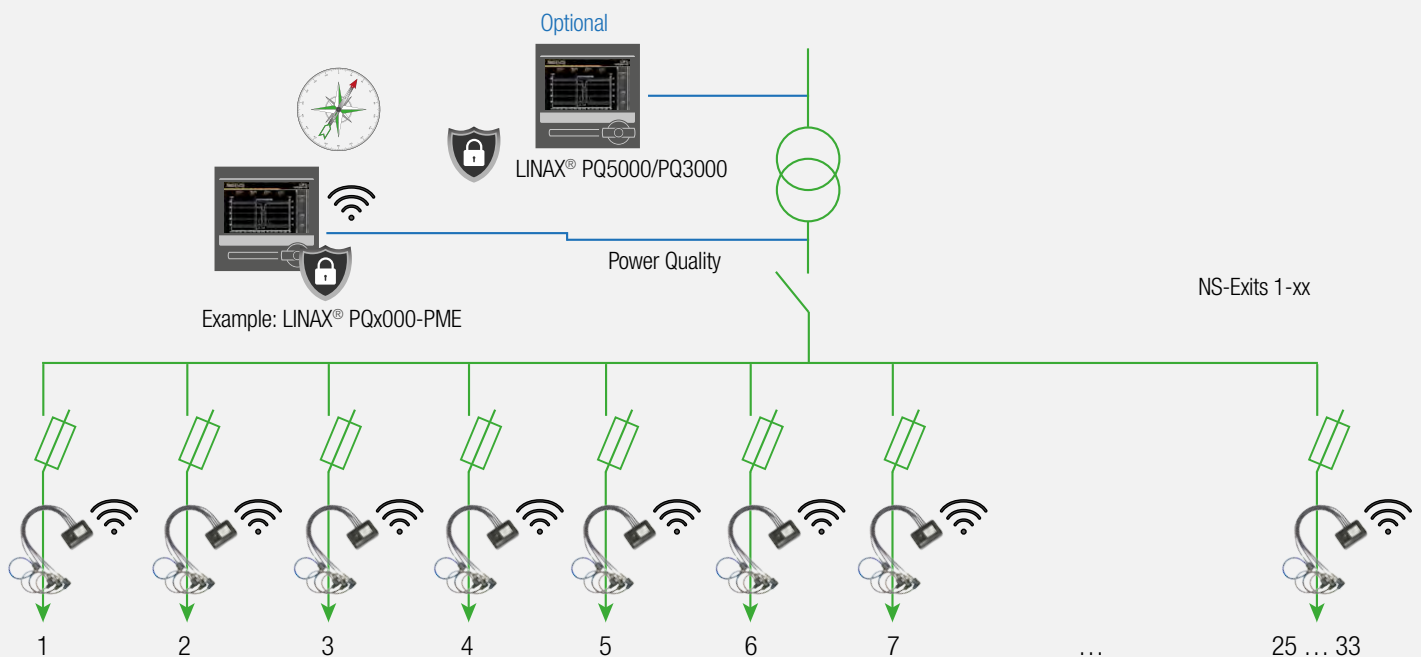 Optional
LINAX® PQ5000/PQ3000
Power Quality
NS-Exits 1-xx
Example: LINAX® PQx000-PME
1 2 3 4 5 6 7 … 25 … 33